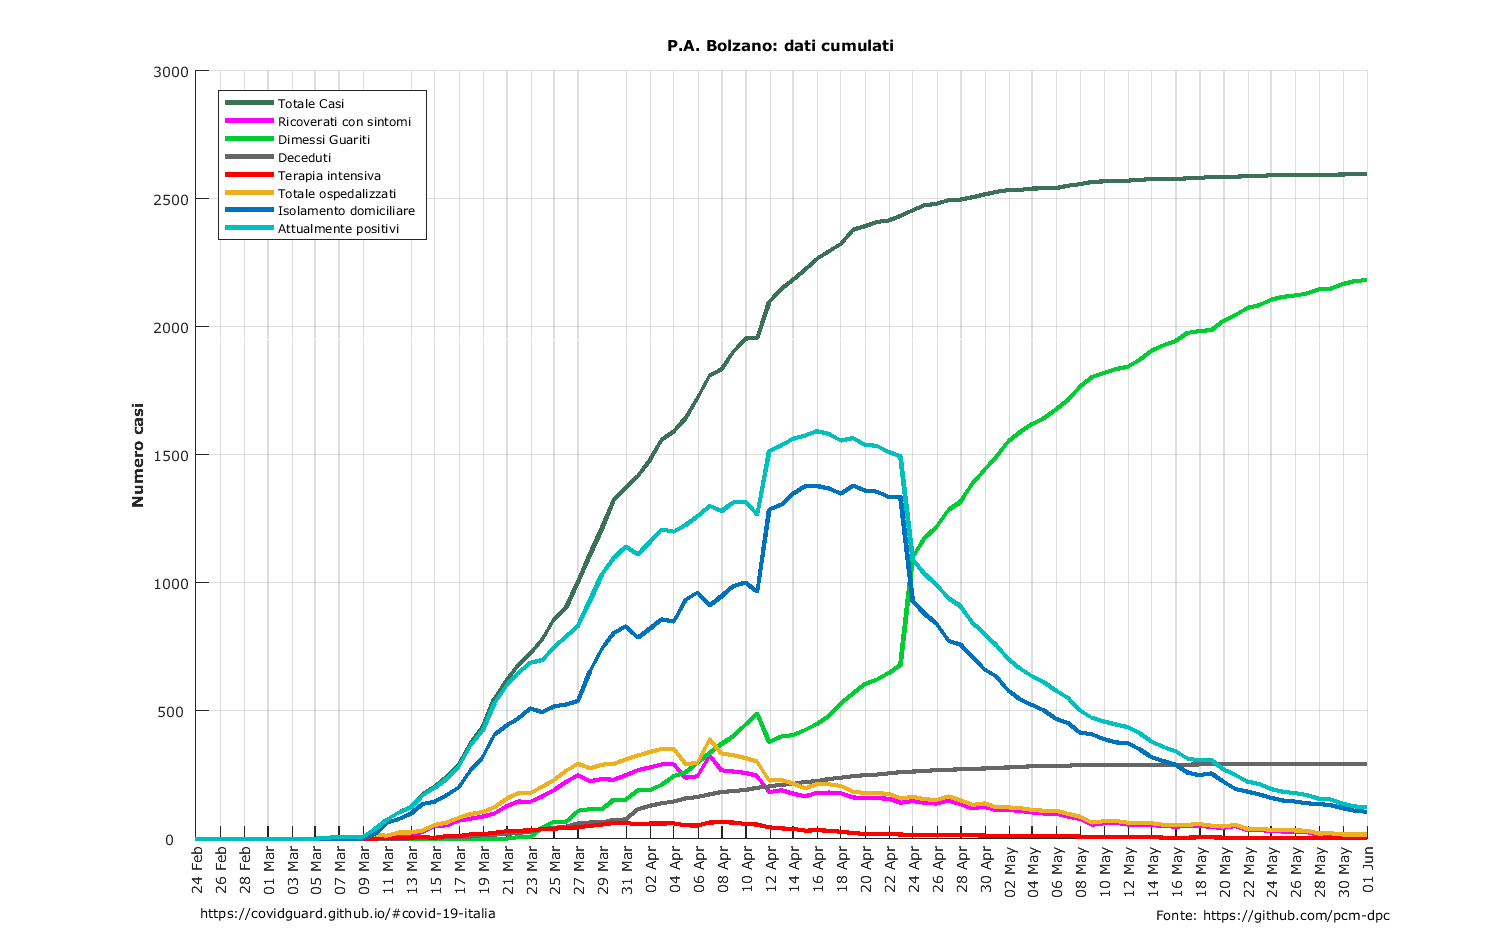 P.A. Bolzano: dati cumulati
3000
2500
2000
1500
1000
500
0
Numero casi
Totale Casi
Ricoverati con sintomi
Dimessi Guariti
Deceduti
Terapia intensiva
Totale ospedalizzati
Isolamento domiciliare
Attualmente positivi
24 Feb
26 Feb
28 Feb
01 Mar
03 Mar
05 Mar
07 Mar
09 Mar
11 Mar
13 Mar
15 Mar
17 Mar
19 Mar
21 Mar
23 Mar
25 Mar
27 Mar
29 Mar
31 Mar
02 Apr
04 Apr
06 Apr
08 Apr
10 Apr
12 Apr
14 Apr
16 Apr
18 Apr
20 Apr
22 Apr
24 Apr
26 Apr
28 Apr
30 Apr
02 May
04 May
06 May
08 May
10 May
12 May
14 May
16 May
18 May
20 May
22 May
24 May
26 May
28 May
30 May
01 Jun
https://covidguard.github.io/#covid-19-italia
Fonte: https://github.com/pcm-dpc